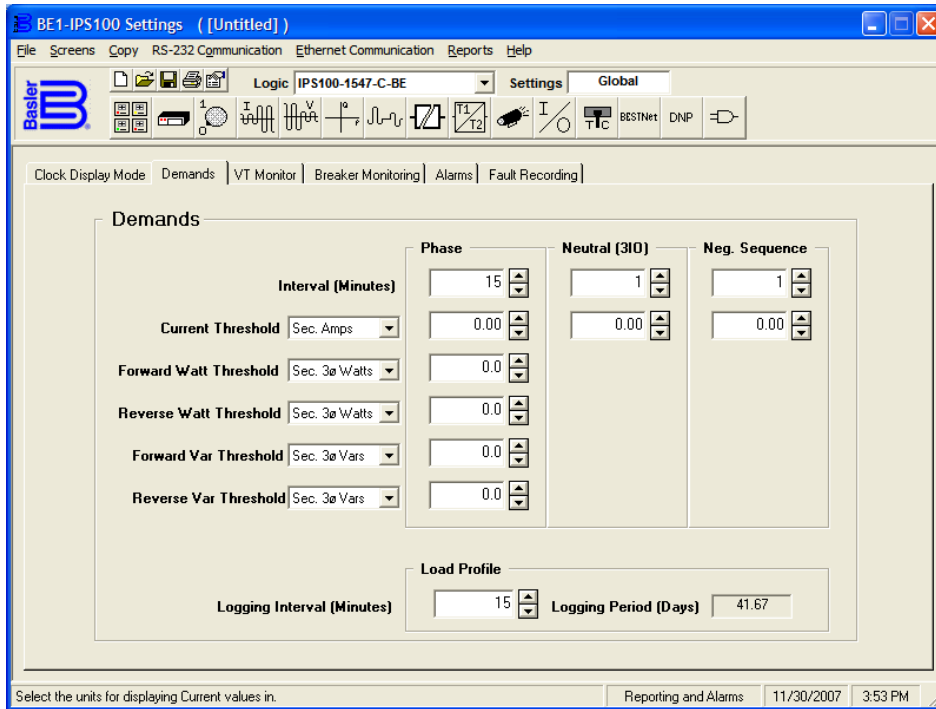 BE1-IPS100 Settings ( [Untitled] )
File Screens Copy RS-232 Communication Ethernet Communication Reports Help
Basler
Logic IPS100-1547-C-BE Settings Global
1 0 I V I O T1 T2 I O T C BESTNet DNP
Clock Display Mode Demands VT Monitor Breaker Monitoring Alarms Fault Recording
Demands
Phase Neutral (3I0) Neg. Sequence
Interval (Minutes) 15 1 1
Current Threshold Sec. Amps 0.00 0.00 0.00
Forward Watt Threshold Sec. 3ø Watts 0.0
Reverse Watt Threshold Sec. 3ø Watts 0.0
Forward Var Threshold Sec. 3ø Vars 0.0
Reverse Var Threshold Sec. 3ø Vars 0.0
Load Profile
Logging Interval (Minutes) 15 Logging Period (Days) 41.67
Select the units for displaying Current values in. Reporting and Alarms 11/30/2007 3:53 PM